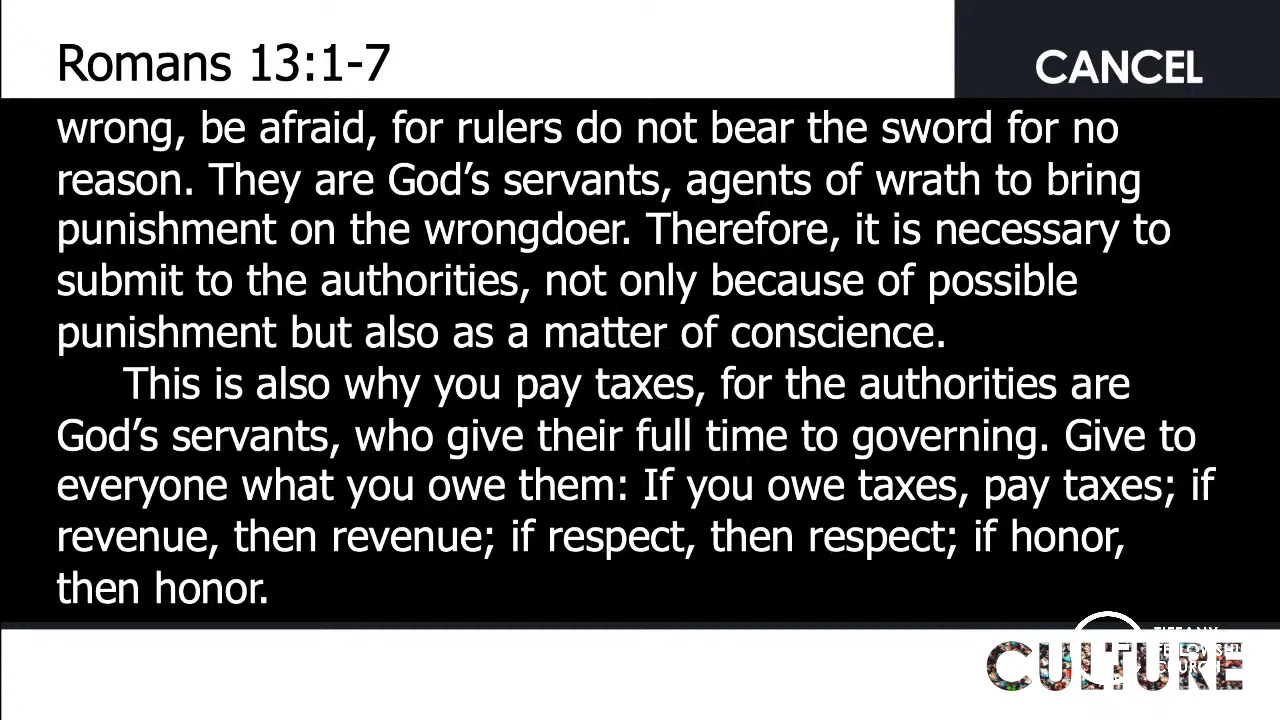 Romans 13:1-7
CANCEL
wrong, be afraid, for rulers do not bear the sword for no
reason. They are God’s servants, agents of wrath to bring
punishment on the wrongdoer. Therefore, it is necessary to
submit to the authorities, not only because of possible
punishment but also as a matter of conscience.
This is also why you pay taxes, for the authorities are
God’s servants, who give their full time to governing. Give to
everyone what you owe them: If you owe taxes, pay taxes; if
revenue, then revenue; if respect, then respect; if honor,
then honor.
TIFFANY
FELLOWSHIP
CHURCH
CULTURE